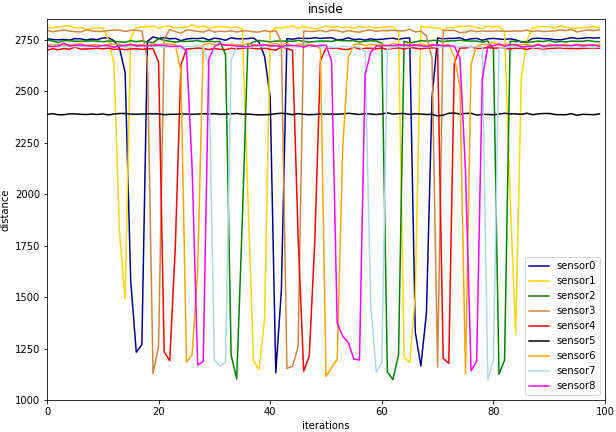 inside
2750
2500
2250
2000
1750
1500
1250
1000
distance
0
20
40
60
80
100
iterations
sensor0
sensor1
sensor2
sensor3
sensor4
sensor5
sensor6
sensor7
sensor8